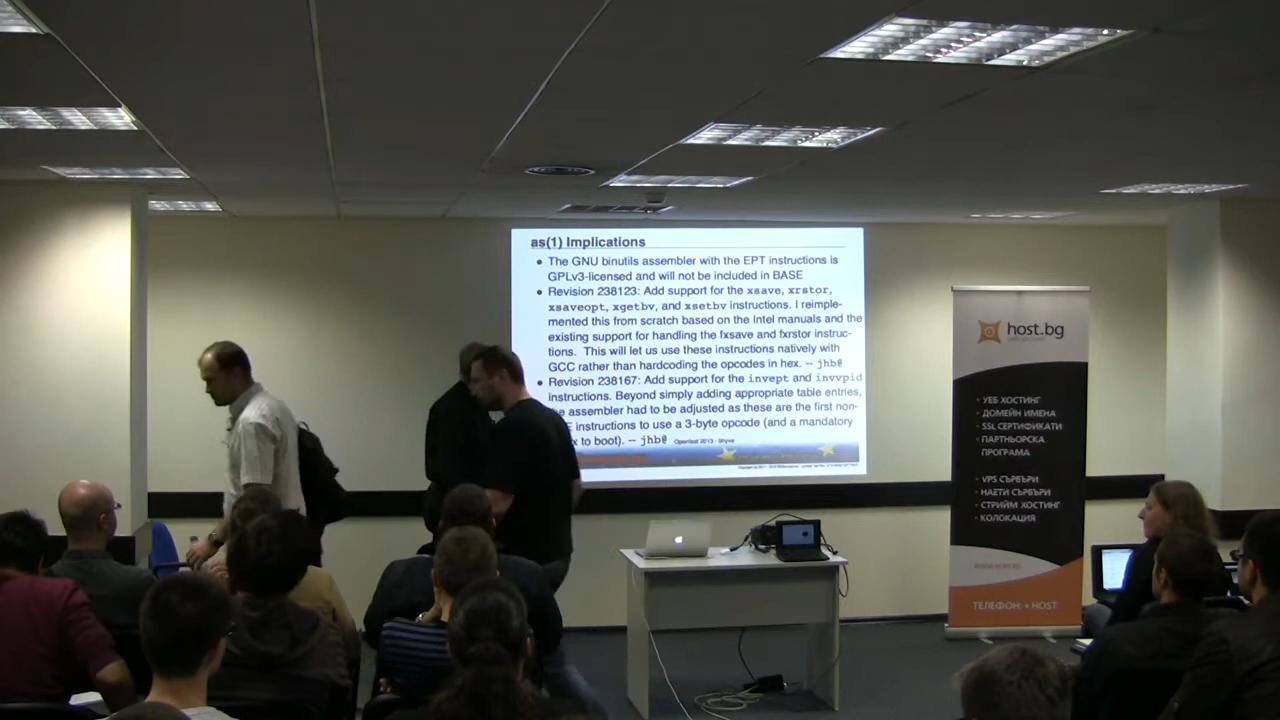 as(1) Implications
The GNU binutils assembler with the EPT instructions is
GPLv3-licensed and will not be included in BASE
Revision 238123: Add support for the xsave, xrstor,
xsaveopt, xgetbv, and xsetbv instructions. I reimple-
mented this from scratch based on the Intel manuals and the
existing support for handling the fxsave and fxrstor instruc-
tions. This will let us use these instructions natively with
GCC rather than hardcoding the opcodes in hex. -- jhb@
Revision 238167: Add support for the invept and invvpid
instructions. Beyond simply adding appropriate table entries,
assembler had to be adjusted as these are the first non-
instructions to use a 3-byte opcode (and a mandatory
to boot). -- jhb@
OpenFest 2013 - bhyve
host.bg
УЕБ ХОСТИНГ
ДОМЕЙН ИМЕНА
SSL СЕРТИФИКАТИ
ПАРТНЬОРСКА
ПРОГРАМА
VPS СЪРВЪРИ
НАЕТИ СЪРВЪРИ
СТРИЙМ ХОСТИНГ
КОЛОКАЦИЯ
ТЕЛЕФОН: * HOST